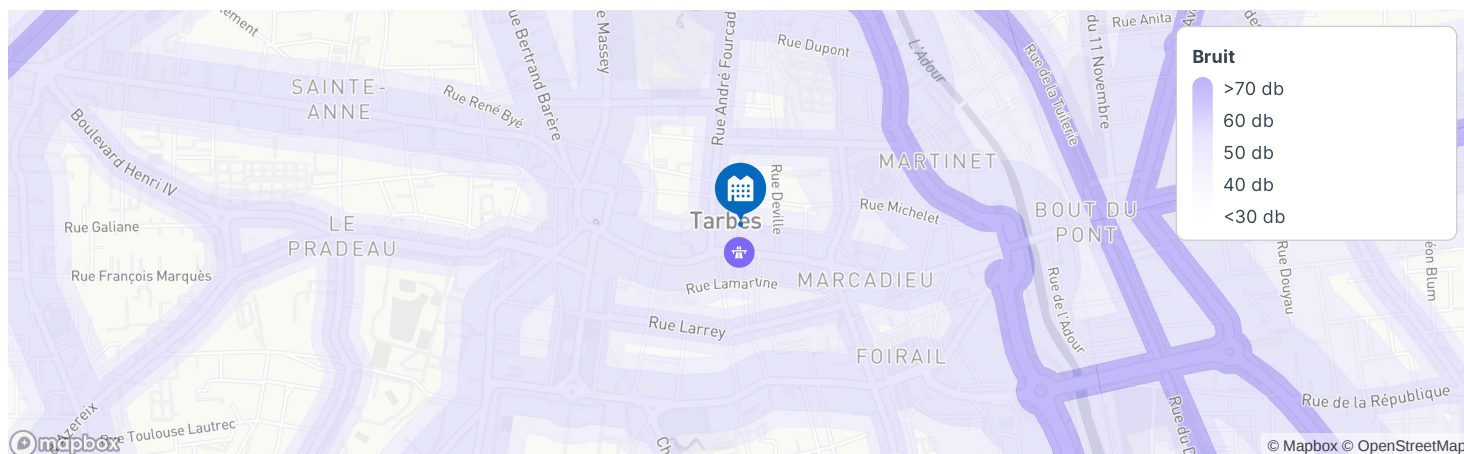 Rue Bertrand Barère
Rue André Fourcad
Rue Dupont
L'Adour
Rue de la Tuilerie
du 11 Novembre
Rue Anita
Bruit
>70 db
60 db
50 db
40 db
<30 db
SAINTE-
ANNE
Rue René Byé
Boulevard Henri IV
MARTINET
Rue Deville
Rue Michelet
BOUT DU
PONT
Tarbes
Rue Galiane
LE
PRADEAU
Rue François Marquès
Rue Lamartine
MARCADIEU
Rue de l'Adour
Rue Douyau
Rue Larrey
FOIRAIL
Rue de la République
Rue Toulouse Lautrec
Rue du
mapbox
© Mapbox © OpenStreetMap